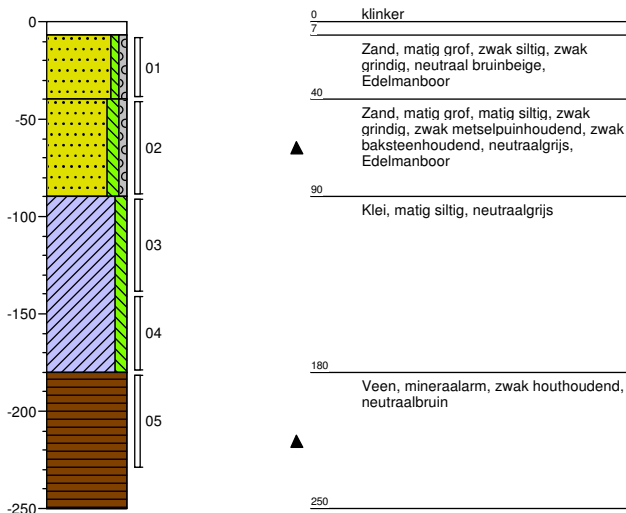 0
-50
-100
-150
-200
-250
01
02
03
04
05
0
klinker
7
Zand, matig grof, zwak siltig, zwak
grindig, neutraal bruinbeige,
Edelmanboor
40
Zand, matig grof, matig siltig, zwak
grindig, zwak metselpuinhoudend, zwak
baksteenhoudend, neutraalgrijs,
Edelmanboor
90
Klei, matig siltig, neutraalgrijs
180
Veen, mineraalarm, zwak houthoudend,
neutraalbruin
250